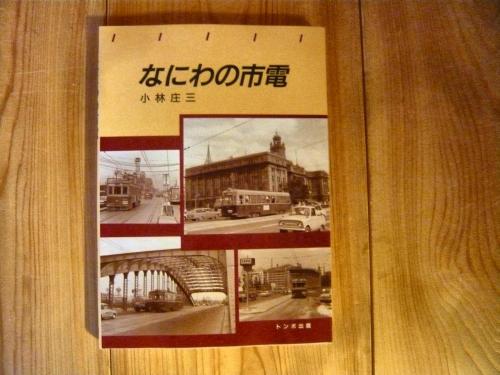 なにわの市電
小林庄三
トンボ出版